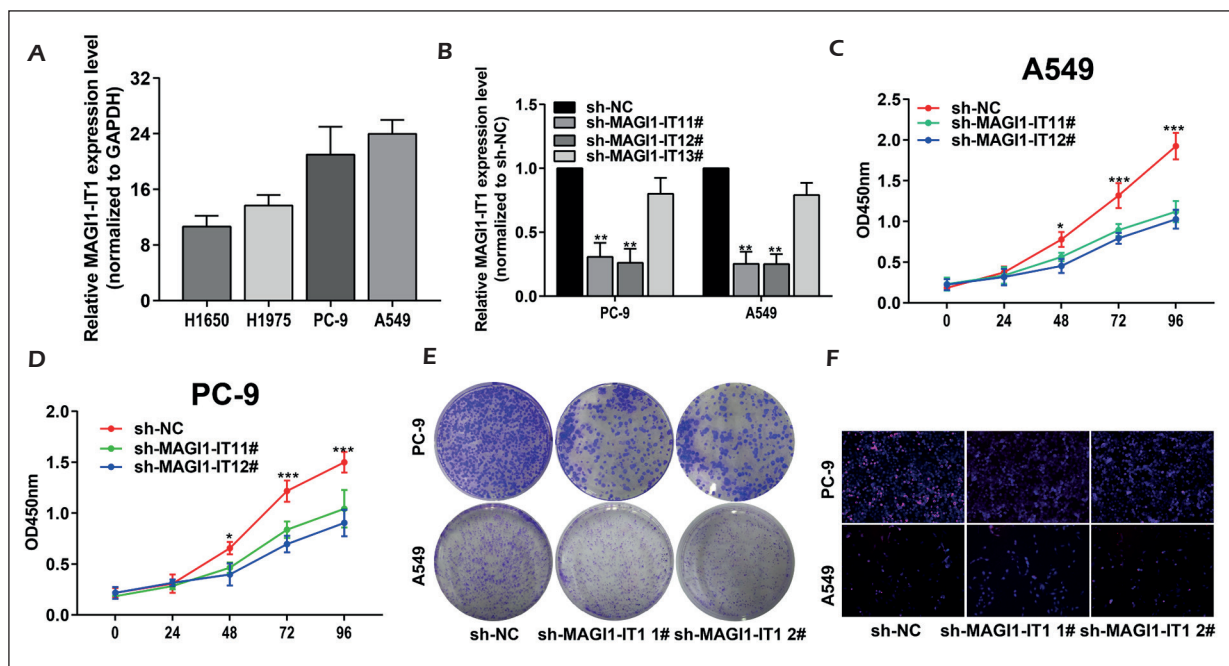 A
Relative MAGI1-IT1 expression level
(normalized to GAPDH)
32
24
16
8
0
H1650
H1975
PC-9
A549
B
Relative MAGI1-IT1 expression level
(normalized to sh-NC)
sh-NC
sh-MAGI1-IT11#
sh-MAGI1-IT12#
sh-MAGI1-IT13#
1.5
1.0
0.5
0.0
**
**
**
**
PC-9
A549
C
A549
OD450nm
2.5
2.0
1.5
1.0
0.5
0.0
sh-NC
sh-MAGI1-IT11#
sh-MAGI1-IT12#
*
***
***
0
24
48
72
96
D
PC-9
OD450nm
2.0
1.5
1.0
0.5
0.0
sh-NC
sh-MAGI1-IT11#
sh-MAGI1-IT12#
*
***
***
0
24
48
72
96
E
PC-9
A549
sh-NC
sh-MAGI1-IT1 1#
sh-MAGI1-IT1 2#
F
PC-9
A549
sh-NC
sh-MAGI1-IT1 1#
sh-MAGI1-IT1 2#